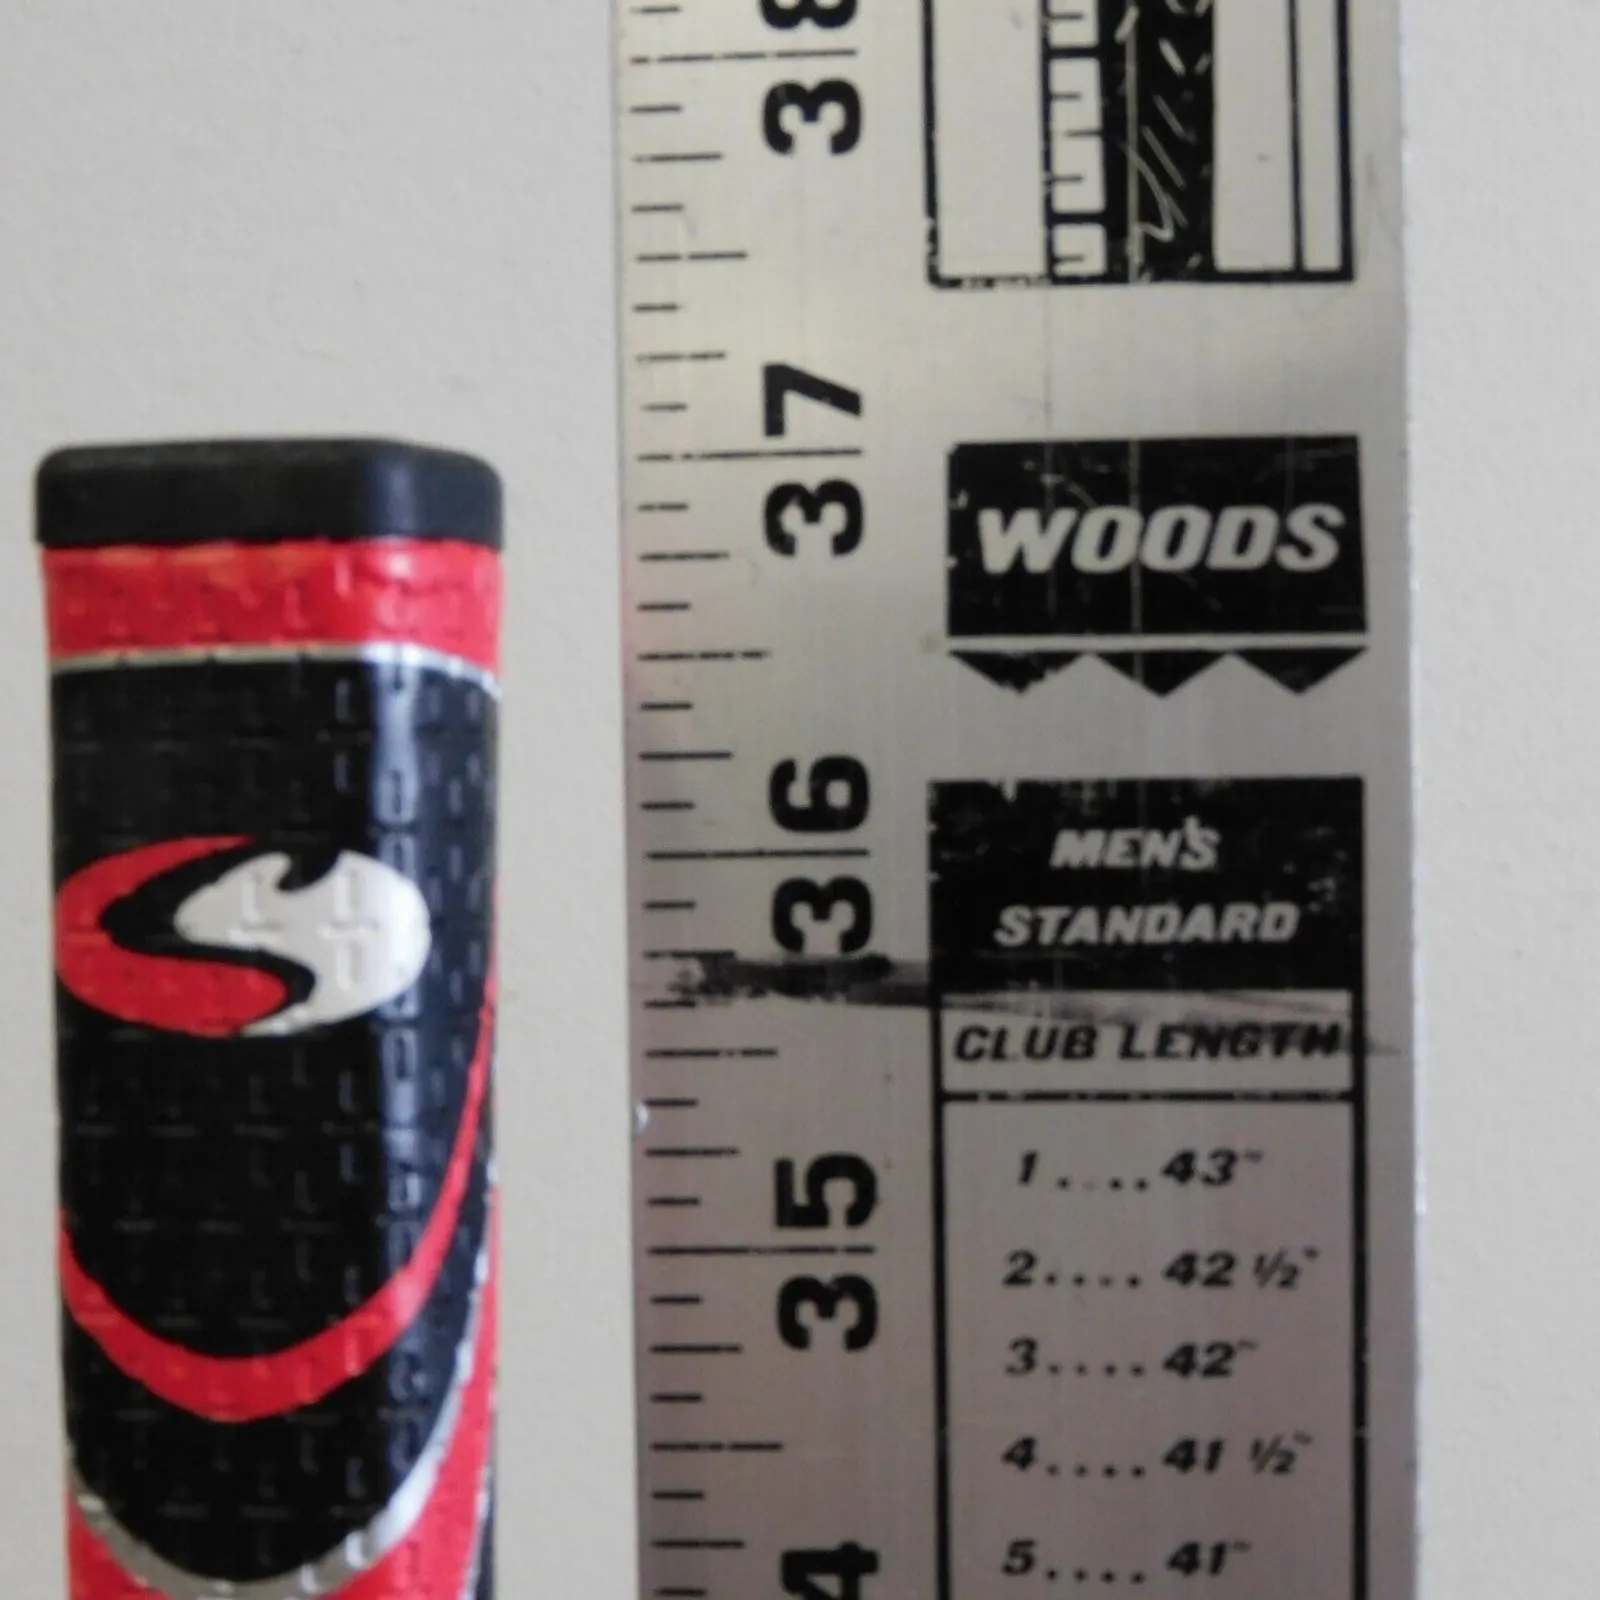 38
37
36
35
4
WOODS
MEN'S
STANDARD
CLUB LENGTH
1....43"
2....42 ½"
3....42"
4....41 ½"
5....41"